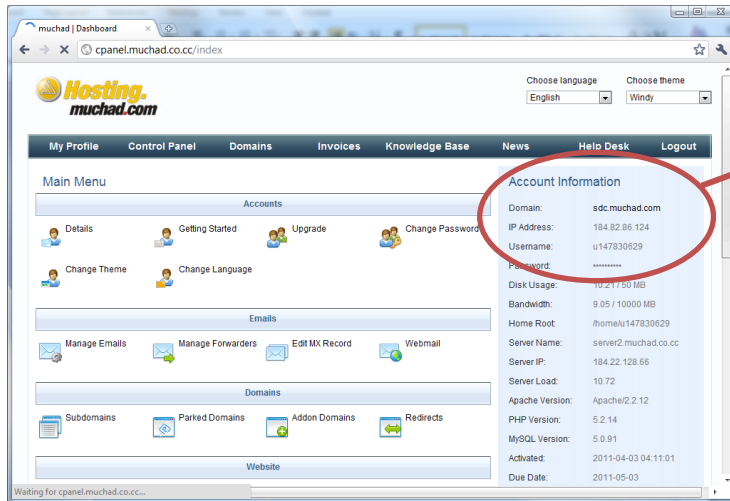 muchad | Dashboard
cpanel.muchad.co.cc/index
Hosting.
muchad.com
Choose language
Choose theme
English
Windy
My Profile Control Panel Domains Invoices Knowledge Base News Help Desk Logout
Main Menu
Accounts
Details Getting Started Upgrade Change Password
Change Theme Change Language
Emails
Manage Emails Manage Forwarders Edit MX Record Webmail
Domains
Subdomains Parked Domains Addon Domains Redirects
Website
Account Information
Domain: sdc.muchad.com
IP Address: 184.82.86.124
Username: u147830629
Password: **********
Disk Usage: 10.21 / 50 MB
Bandwidth: 9.05 / 10000 MB
Home Root: /home/u147830629
Server Name: server2.muchad.co.cc
Server IP: 184.22.128.66
Server Load: 10.72
Apache Version: Apache/2.2.12
PHP Version: 5.2.14
MySQL Version: 5.0.91
Activated: 2011-04-03 04:11:01
Due Date: 2011-05-03
Waiting for cpanel.muchad.co.cc...